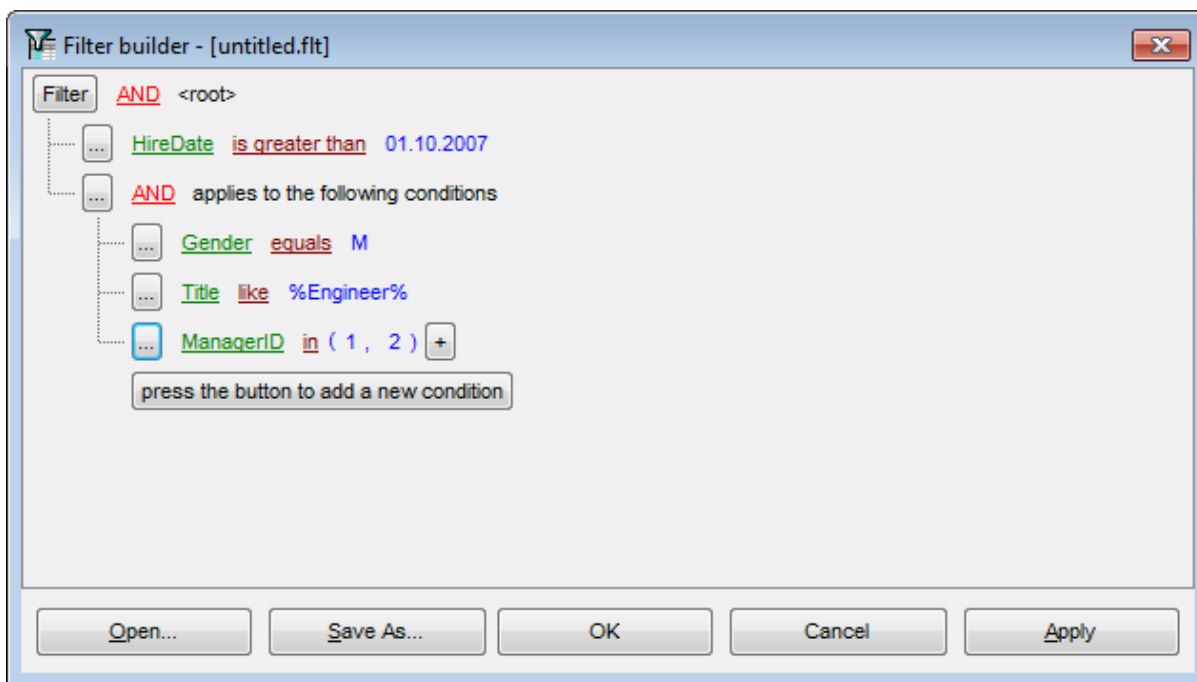 Filter builder - [untitled.flt]
Filter AND <root>
... HireDate is greater than 01.10.2007
... AND applies to the following conditions
... Gender equals M
... Title like %Engineer%
... ManagerID in ( 1 , 2 ) +
press the button to add a new condition
Open... Save As... OK Cancel Apply